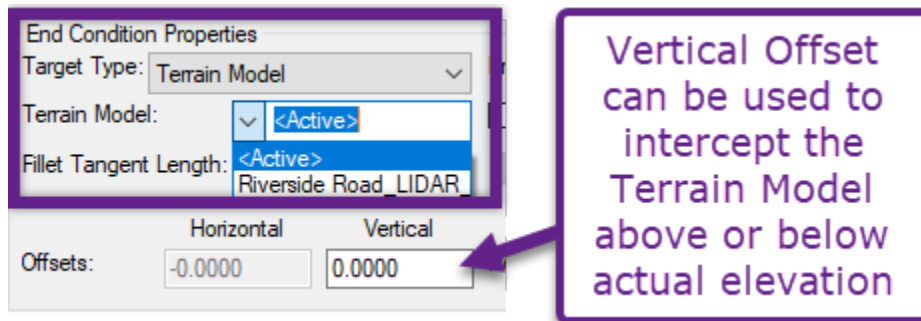 End Condition Properties
Target Type: Terrain Model
Terrain Model: <Active>
<Active>
Fillet Tangent Length:
Riverside Road_LIDAR_
Horizontal Vertical
Offsets: -0.0000 0.0000
Vertical Offset
can be used to
intercept the
Terrain Model
above or below
actual elevation